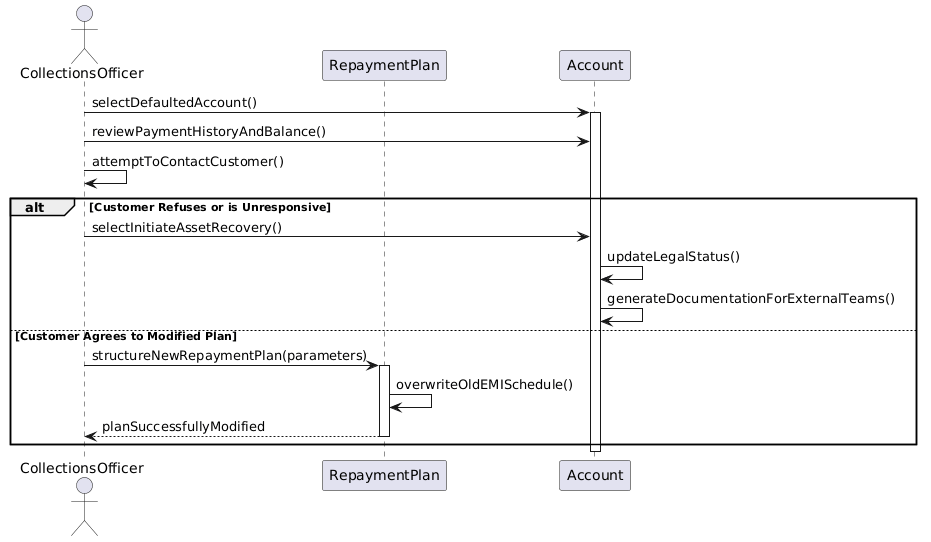 CollectionsOfficer
RepaymentPlan
Account
selectDefaultedAccount()
reviewPaymentHistoryAndBalance()
attemptToContactCustomer()
alt [Customer Refuses or is Unresponsive]
selectInitiateAssetRecovery()
updateLegalStatus()
generateDocumentationForExternalTeams()
[Customer Agrees to Modified Plan]
structureNewRepaymentPlan(parameters)
overwriteOldEMISchedule()
planSuccessfullyModified
CollectionsOfficer
RepaymentPlan
Account